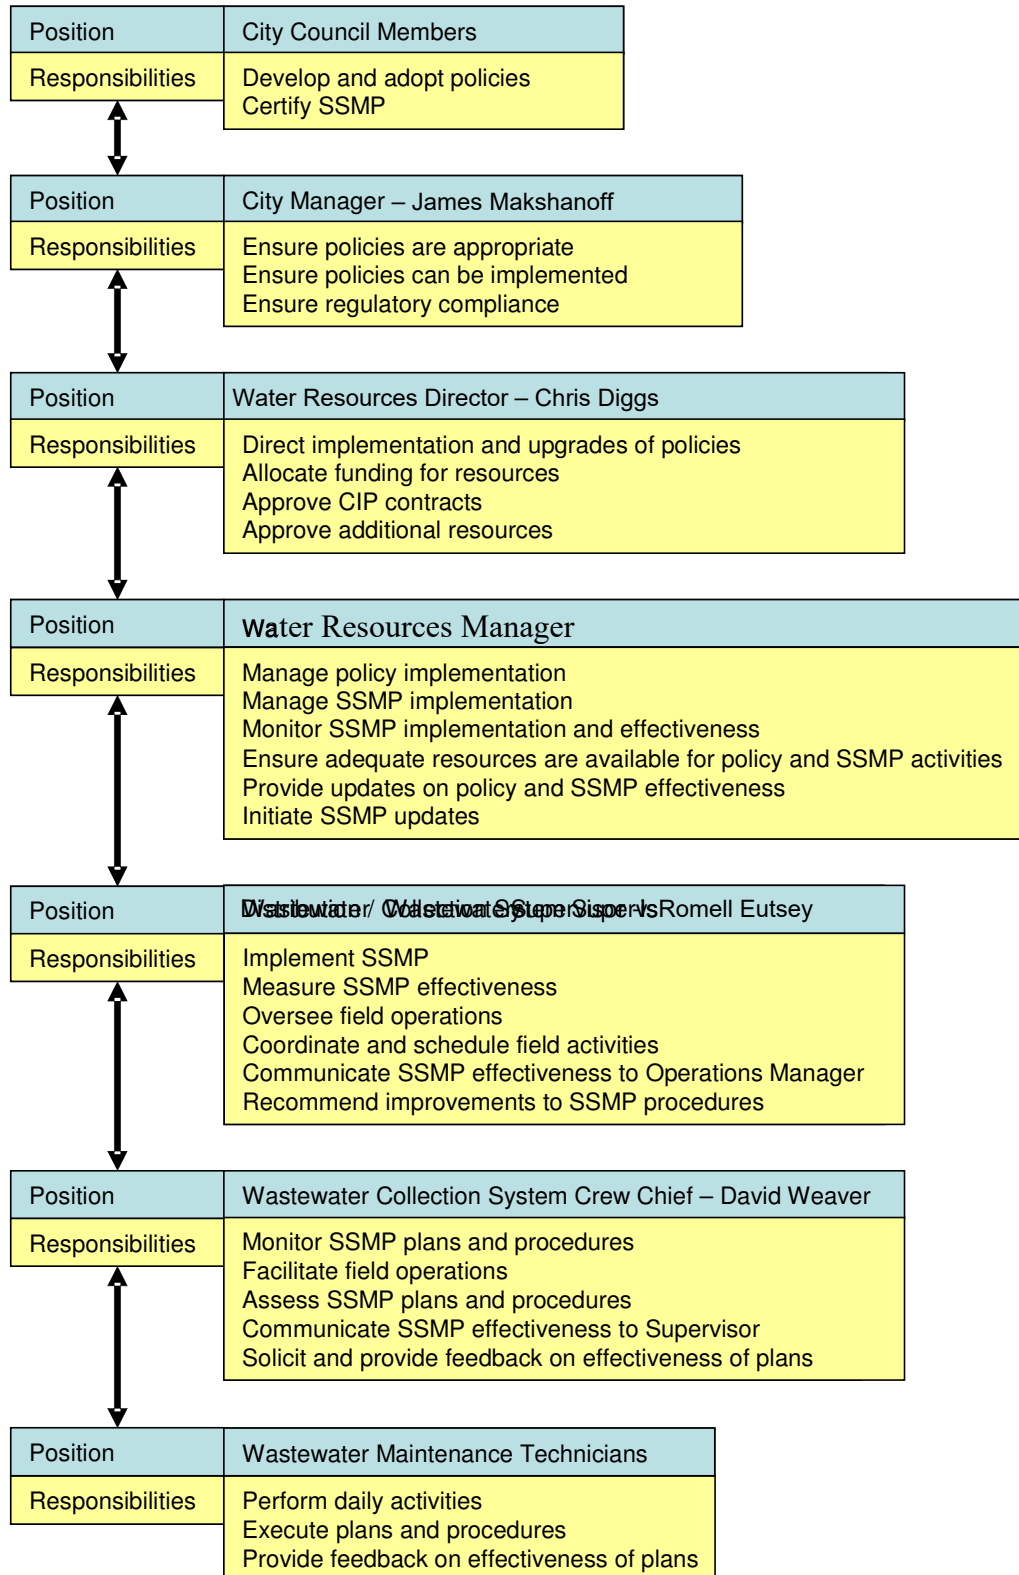 Position City Council Members
Responsibilities Develop and adopt policies
Certify SSMP
Position City Manager – James Makshanoff
Responsibilities Ensure policies are appropriate
Ensure policies can be implemented
Ensure regulatory compliance
Position Water Resources Director – Chris Diggs
Responsibilities Direct implementation and upgrades of policies
Allocate funding for resources
Approve CIP contracts
Approve additional resources
Position Water Resources Manager
Responsibilities Manage policy implementation
Manage SSMP implementation
Monitor SSMP implementation and effectiveness
Ensure adequate resources are available for policy and SSMP activities
Provide updates on policy and SSMP effectiveness
Initiate SSMP updates
Position Romell Eutsey
Responsibilities Implement SSMP
Measure SSMP effectiveness
Oversee field operations
Coordinate and schedule field activities
Communicate SSMP effectiveness to Operations Manager
Recommend improvements to SSMP procedures
Position Wastewater Collection System Crew Chief – David Weaver
Responsibilities Monitor SSMP plans and procedures
Facilitate field operations
Assess SSMP plans and procedures
Communicate SSMP effectiveness to Supervisor
Solicit and provide feedback on effectiveness of plans
Position Wastewater Maintenance Technicians
Responsibilities Perform daily activities
Execute plans and procedures
Provide feedback on effectiveness of plans